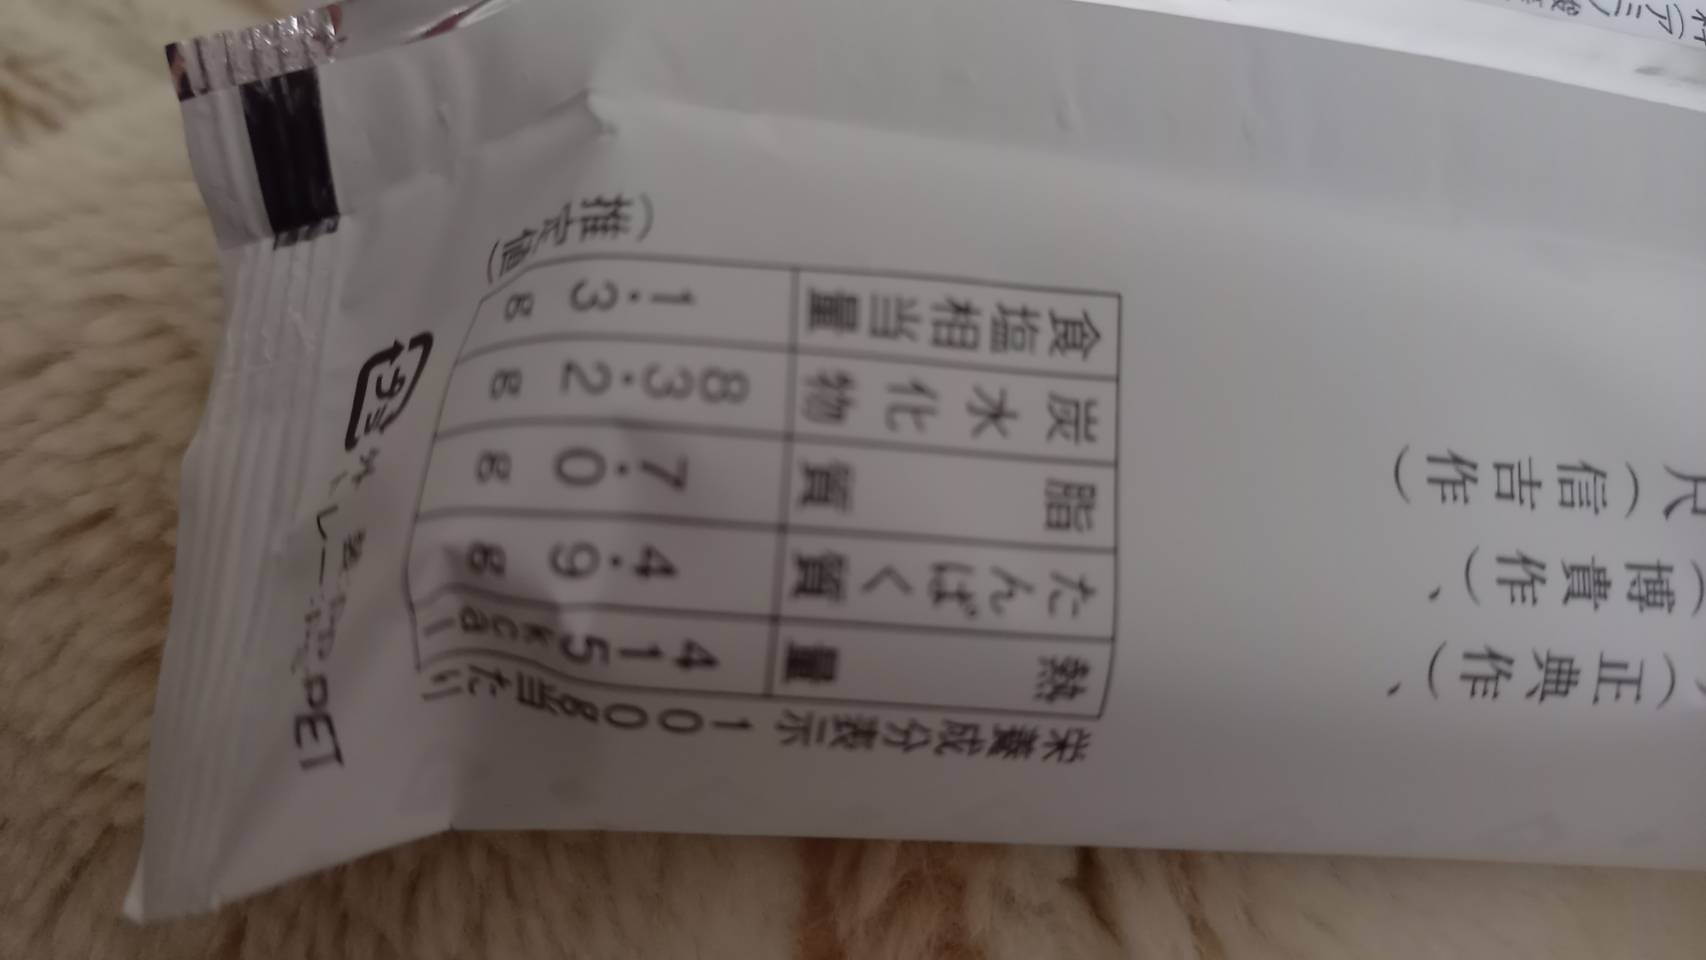 栄養成分表示 100g当たり
熱量 415kcal
たんぱく質 4.9g
脂質 7.0g
炭水化物 83.2g
食塩相当量 1.3g
(推定値)
プラ
PET
(正典作)、
(博貴作)、
尺(信吉作)